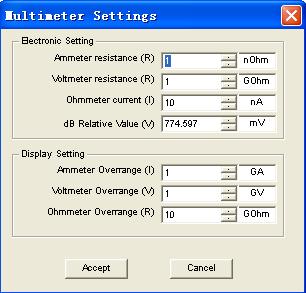 Multimeter Settings
Electronic Setting
Ammeter resistance (R) 1 nOhm
Voltmeter resistance (R) 1 GOhm
Ohmmeter current (I) 10 nA
dB Relative Value (V) 774.597 mV
Display Setting
Ammeter Overrange (I) 1 GA
Voltmeter Overrange (V) 1 GV
Ohmmeter Overrange (R) 10 GOhm
Accept Cancel